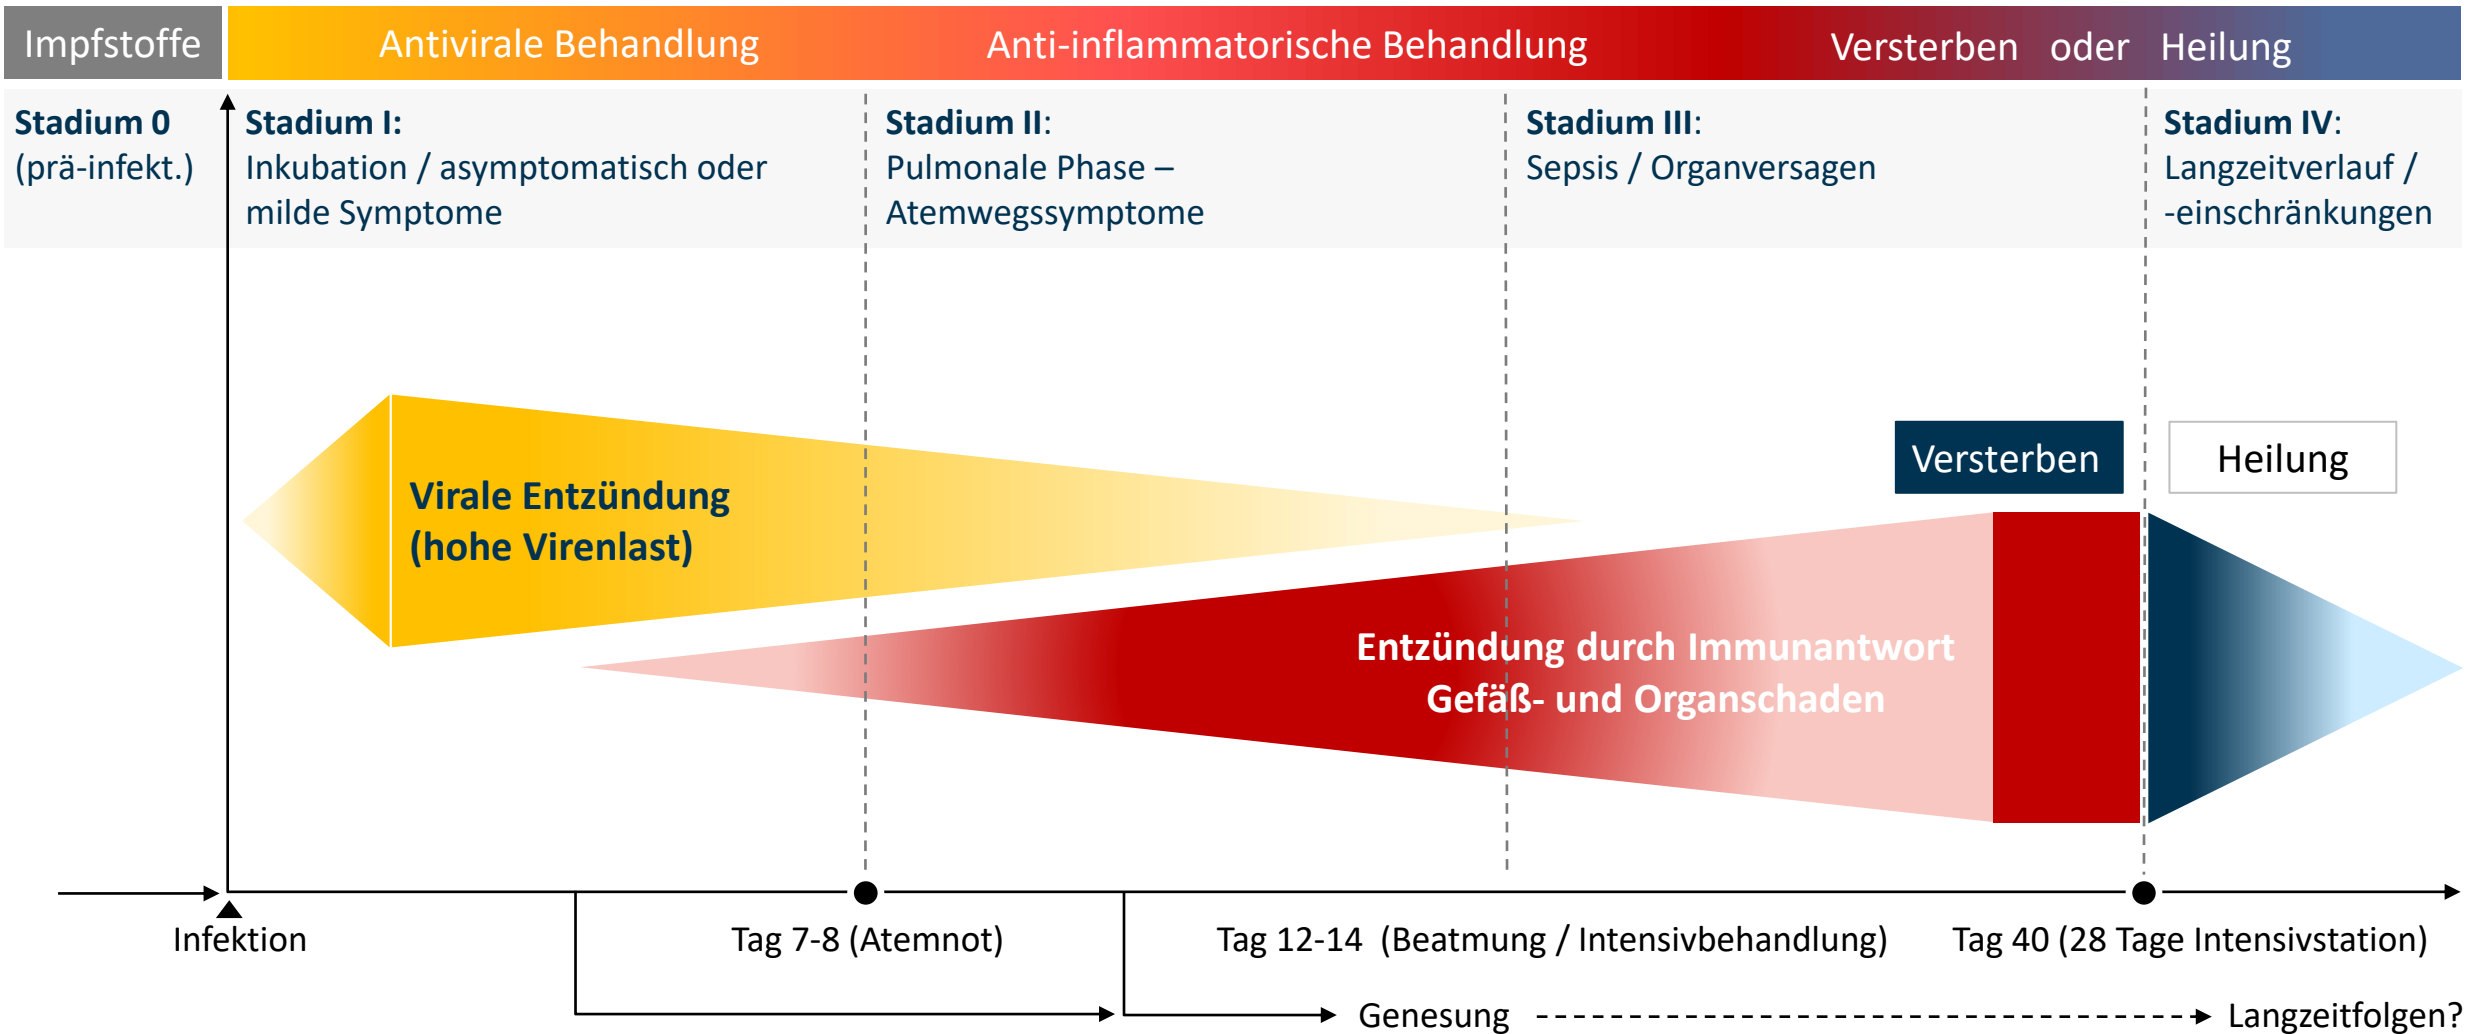 Impfstoffe
Antivirale Behandlung
Anti-inflammatorische Behandlung
Versterben oder Heilung
Stadium 0
(prä-infekt.)
Stadium I:
Inkubation / asymptomatisch oder
milde Symptome
Stadium II:
Pulmonale Phase –
Atemwegssymptome
Stadium III:
Sepsis / Organversagen
Stadium IV:
Langzeitverlauf /
-einschränkungen
Virale Entzündung
(hohe Virenlast)
Versterben
Heilung
Entzündung durch Immunantwort
Gefäß- und Organschaden
Infektion
Tag 7-8 (Atemnot)
Tag 12-14 (Beatmung / Intensivbehandlung)
Tag 40 (28 Tage Intensivstation)
Genesung
Langzeitfolgen?